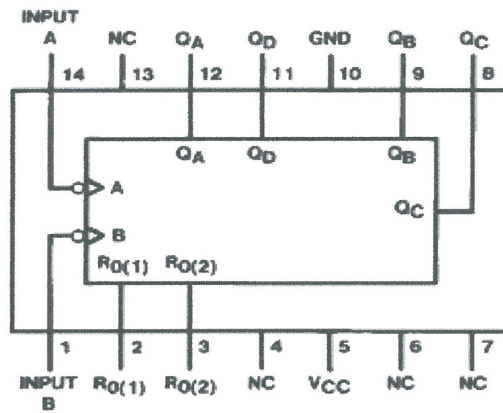 INPUT
A NC QA QD GND QB QC
14 13 12 11 10 9 8
QA QD QB
A
QC
B
R0(1) R0(2)
1 2 3 4 5 6 7
INPUT R0(1) R0(2) NC VCC NC NC
B